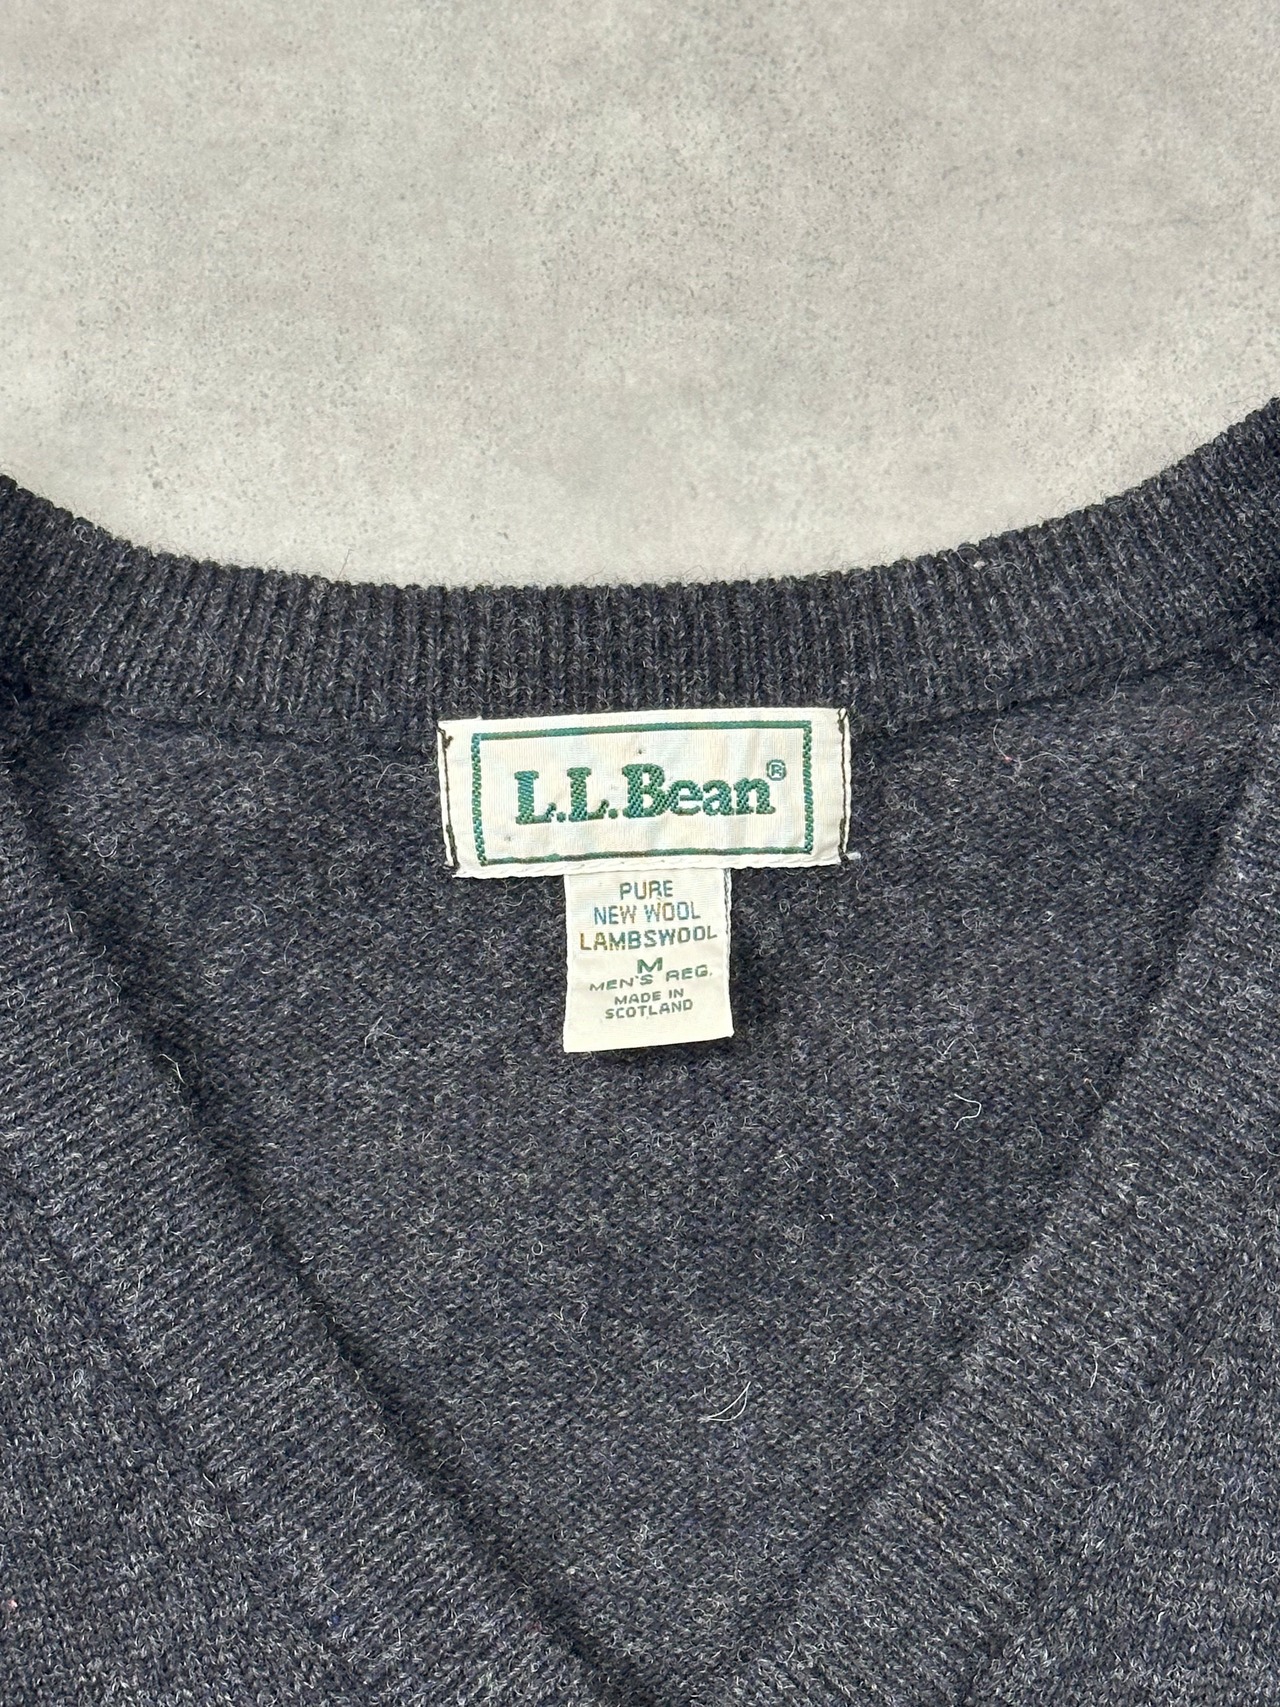 L.L.Bean®
PURE
NEW WOOL
LAMBSWOOL
M
MEN'S REG.
MADE IN
SCOTLAND